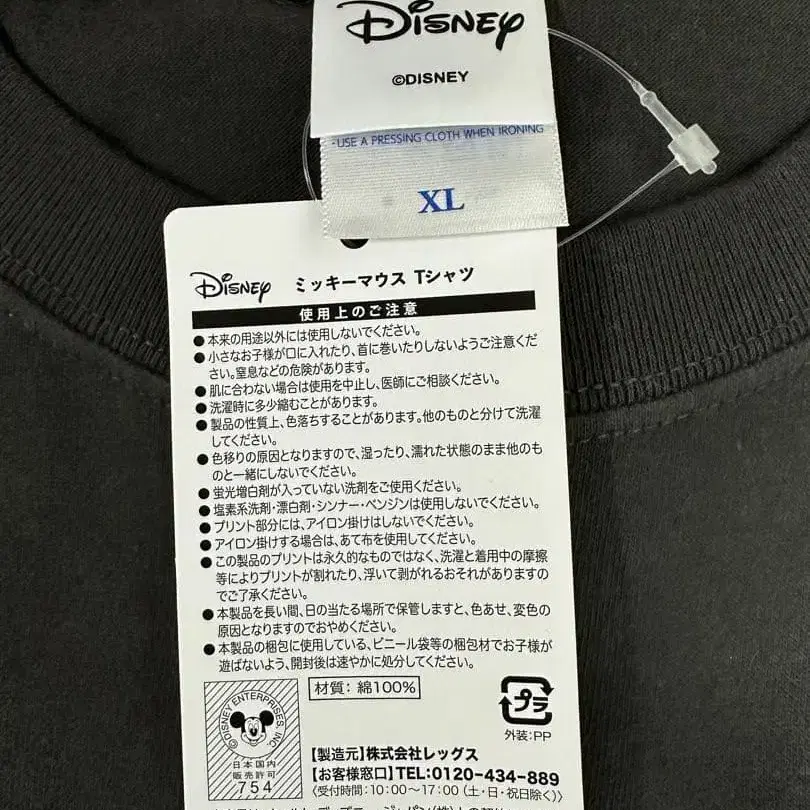 DISNEY
©DISNEY
・USE A PRESSING CLOTH WHEN IRONING
XL
DISNEY ミッキーマウス Tシャツ
使用上のご注意
●本来の用途以外には使用しないでください。
●小さなお子様が口に入れたり、首に巻いたりしないようご注意くだ
さい。窒息などの危険があります。
●肌に合わない場合は使用を中止し、医師にご相談ください。
●洗濯時に多少縮むことがあります。
●製品の性質上、色落ちすることがあります。他のものと分けて洗濯
してください。
●色移りの原因となりますので、湿ったり、濡れた状態のまま他のも
のと一緒にしないでください。
●蛍光増白剤が入っていない洗剤をご使用ください。
●塩素系洗剤・漂白剤・シンナー・ベンジンは使用しないでください。
●プリント部分には、アイロン掛けはしないでください。
●アイロン掛けする場合は、あて布を使用してください。
●この製品のプリントは永久的なものではなく、洗濯と着用中の摩擦
等によりプリントが割れたり、浮いて剥がれるおそれがありますの
でご了承ください。
●本製品を長い間、日の当たる場所で保管しますと、色あせ、変色の
原因となりますのでおやめください。
●本製品の梱包に使用している、ビニール袋等の梱包材でお子様が
遊ばないよう、開封後は速やかに処分してください。
©DISNEY ENTERPRISES, INC.
日本国内
販売許可
754
材質：綿100%
プラ
外装：PP
【製造元】株式会社レッグス
【お客様窓口】TEL:0120-434-889
〈受付時間：10:00〜17:00（土・日・祝日除く）〉